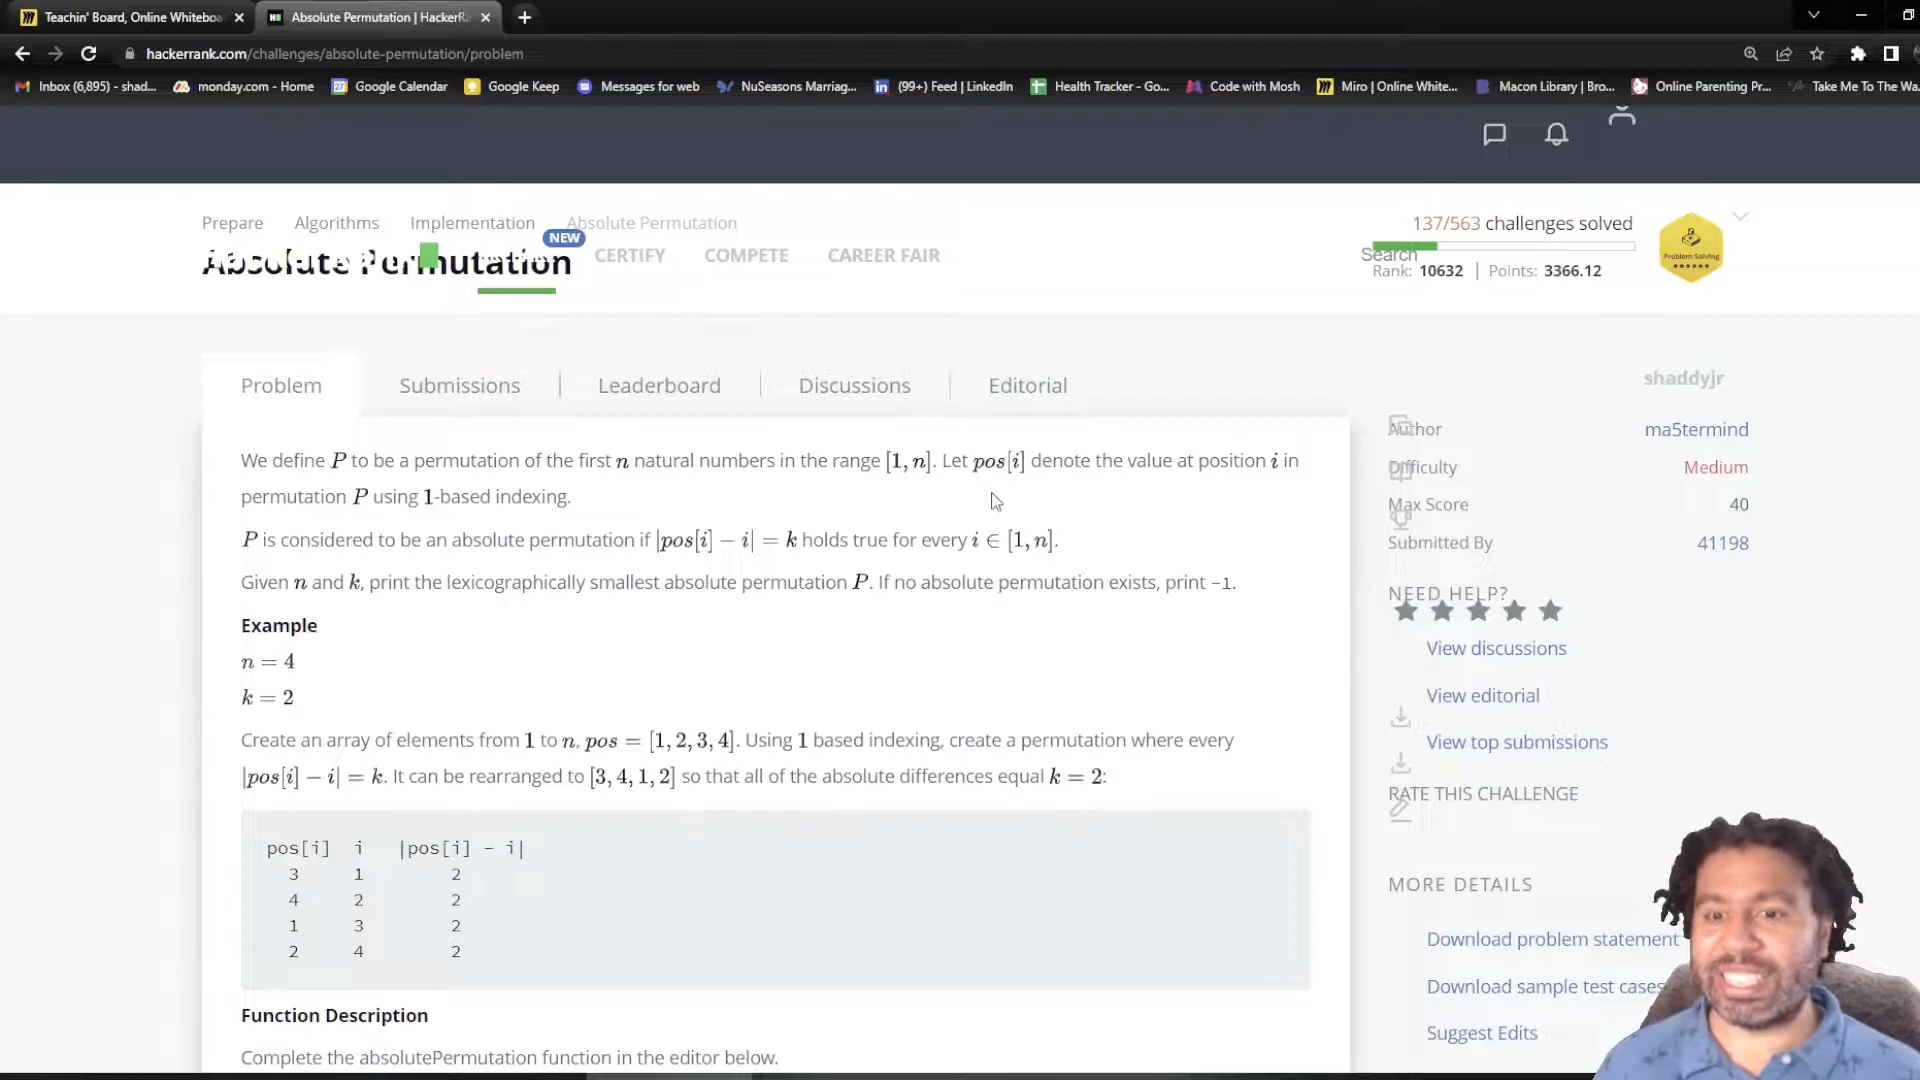 Teachin' Board, Online Whiteboa
Absolute Permutation | HackerRa
hackerrank.com/challenges/absolute-permutation/problem
Inbox (6,895) - shad...
monday.com - Home
Google Calendar
Google Keep
Messages for web
NuSeasons Marriag...
(99+) Feed | LinkedIn
Health Tracker - Go...
Code with Mosh
Miro | Online White...
Macon Library | Bro...
Online Parenting Pr...
Take Me To The Wa
Prepare Algorithms Implementation Absolute Permutation
137/563 challenges solved
NEW
Absolute Permutation
CERTIFY COMPETE CAREER FAIR
Search
Rank: 10632 | Points: 3366.12
Problem Solving
Problem Submissions Leaderboard Discussions Editorial
shaddyjr
We define P to be a permutation of the first n natural numbers in the range [1, n]. Let pos[i] denote the value at position i in
permutation P using 1-based indexing.
P is considered to be an absolute permutation if |pos[i] − i| = k holds true for every i ∈ [1, n].
Given n and k, print the lexicographically smallest absolute permutation P. If no absolute permutation exists, print -1.
Example
n = 4
k = 2
Create an array of elements from 1 to n, pos = [1, 2, 3, 4]. Using 1 based indexing, create a permutation where every
|pos[i] − i| = k. It can be rearranged to [3, 4, 1, 2] so that all of the absolute differences equal k = 2:
pos[i] i |pos[i] - i|
3 1 2
4 2 2
1 3 2
2 4 2
Function Description
Complete the absolutePermutation function in the editor below.
Author ma5termind
Difficulty Medium
Max Score 40
Submitted By 41198
NEED HELP?
View discussions
View editorial
View top submissions
RATE THIS CHALLENGE
MORE DETAILS
Download problem statement
Download sample test cases
Suggest Edits